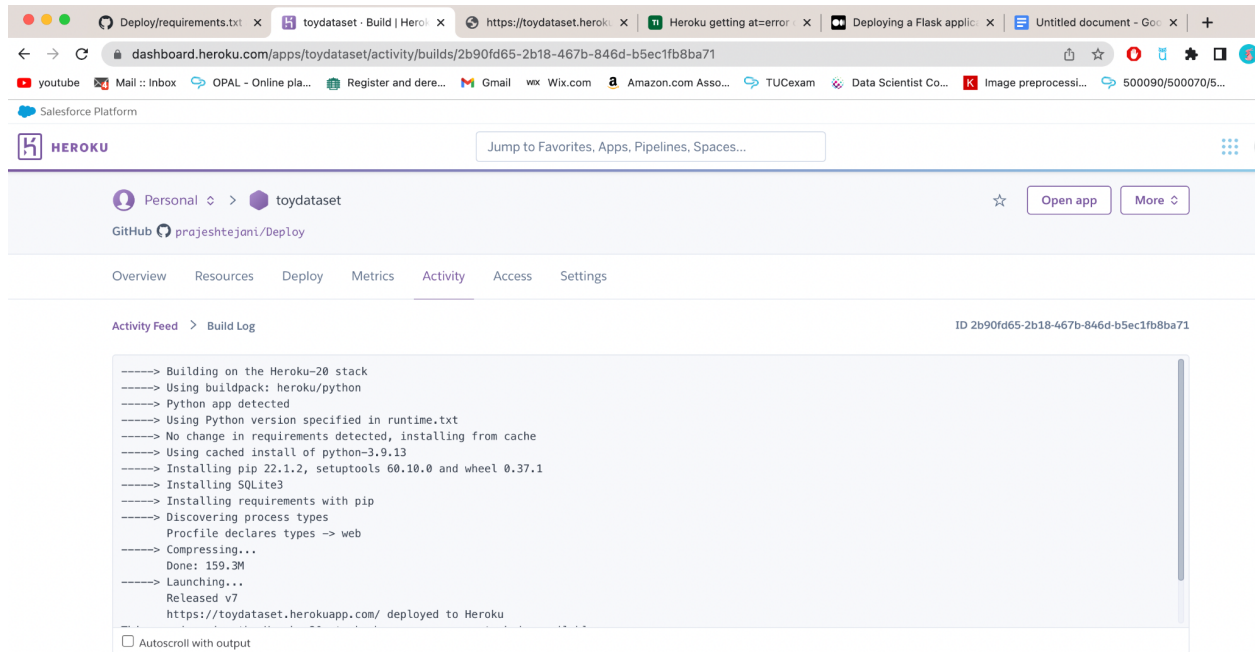 Deploy/requirements.txt
toydataset · Build | Herok
https://toydataset.heroku
Heroku getting at=error
Deploying a Flask applic
Untitled document - Goo
dashboard.heroku.com/apps/toydataset/activity/builds/2b90fd65-2b18-467b-846d-b5ec1fb8ba71
youtube Mail :: Inbox OPAL - Online pla... Register and dere... Gmail WIX Wix.com Amazon.com Asso... TUCexam Data Scientist Co... K Image preprocessi... 500090/500070/5...
Salesforce Platform
HEROKU
Jump to Favorites, Apps, Pipelines, Spaces...
Personal > toydataset
Open app
More
GitHub prajeshtejani/Deploy
Overview Resources Deploy Metrics Activity Access Settings
Activity Feed > Build Log
ID 2b90fd65-2b18-467b-846d-b5ec1fb8ba71
-----> Building on the Heroku-20 stack
-----> Using buildpack: heroku/python
-----> Python app detected
-----> Using Python version specified in runtime.txt
-----> No change in requirements detected, installing from cache
-----> Using cached install of python-3.9.13
-----> Installing pip 22.1.2, setuptools 60.10.0 and wheel 0.37.1
-----> Installing SQLite3
-----> Installing requirements with pip
-----> Discovering process types
Procfile declares types -> web
-----> Compressing...
Done: 159.3M
-----> Launching...
Released v7
https://toydataset.herokuapp.com/ deployed to Heroku
Autoscroll with output